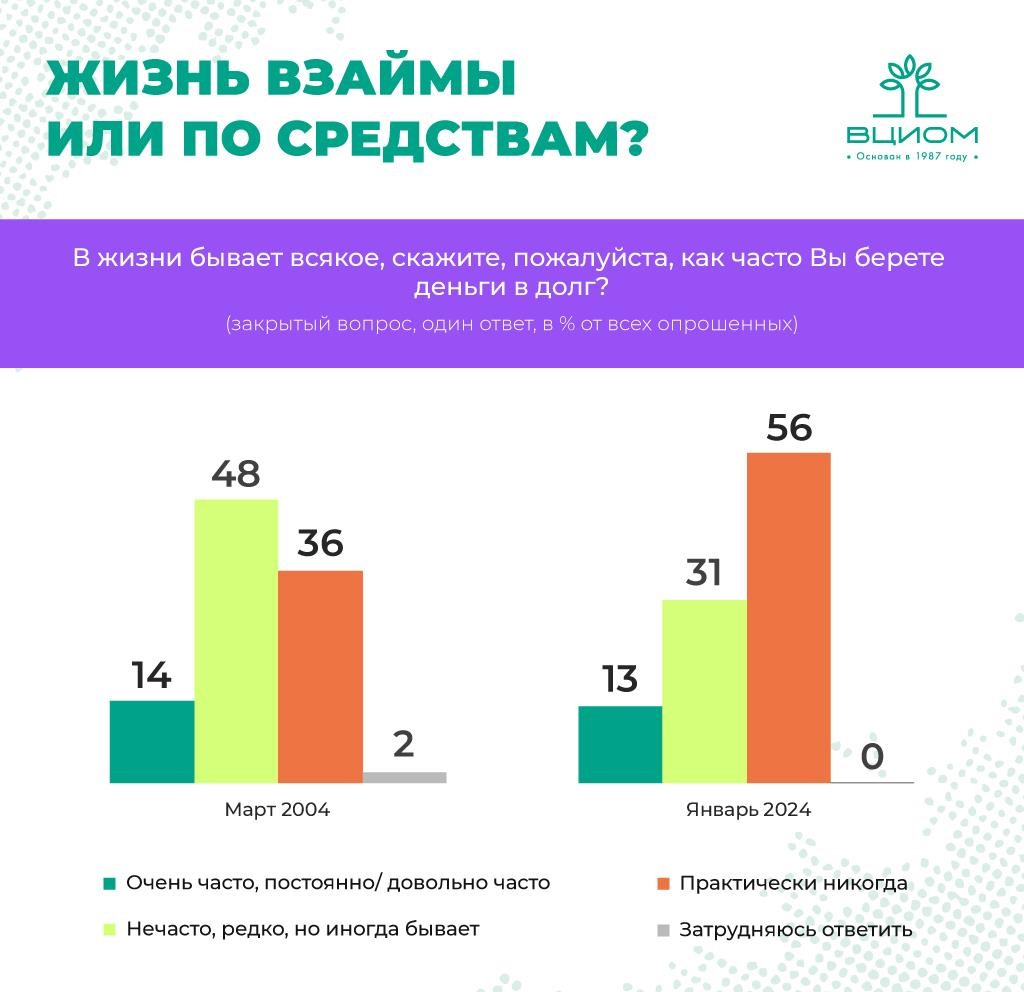 ЖИЗНЬ ВЗАЙМЫ
ИЛИ ПО СРЕДСТВАМ?
ВЦИОМ
• Основан в 1987 году •
В жизни бывает всякое, скажите, пожалуйста, как часто Вы берете
деньги в долг?
(закрытый вопрос, один ответ, в % от всех опрошенных)
14
48
36
2
13
31
56
0
Март 2004
Январь 2024
Очень часто, постоянно/ довольно часто
Нечасто, редко, но иногда бывает
Практически никогда
Затрудняюсь ответить